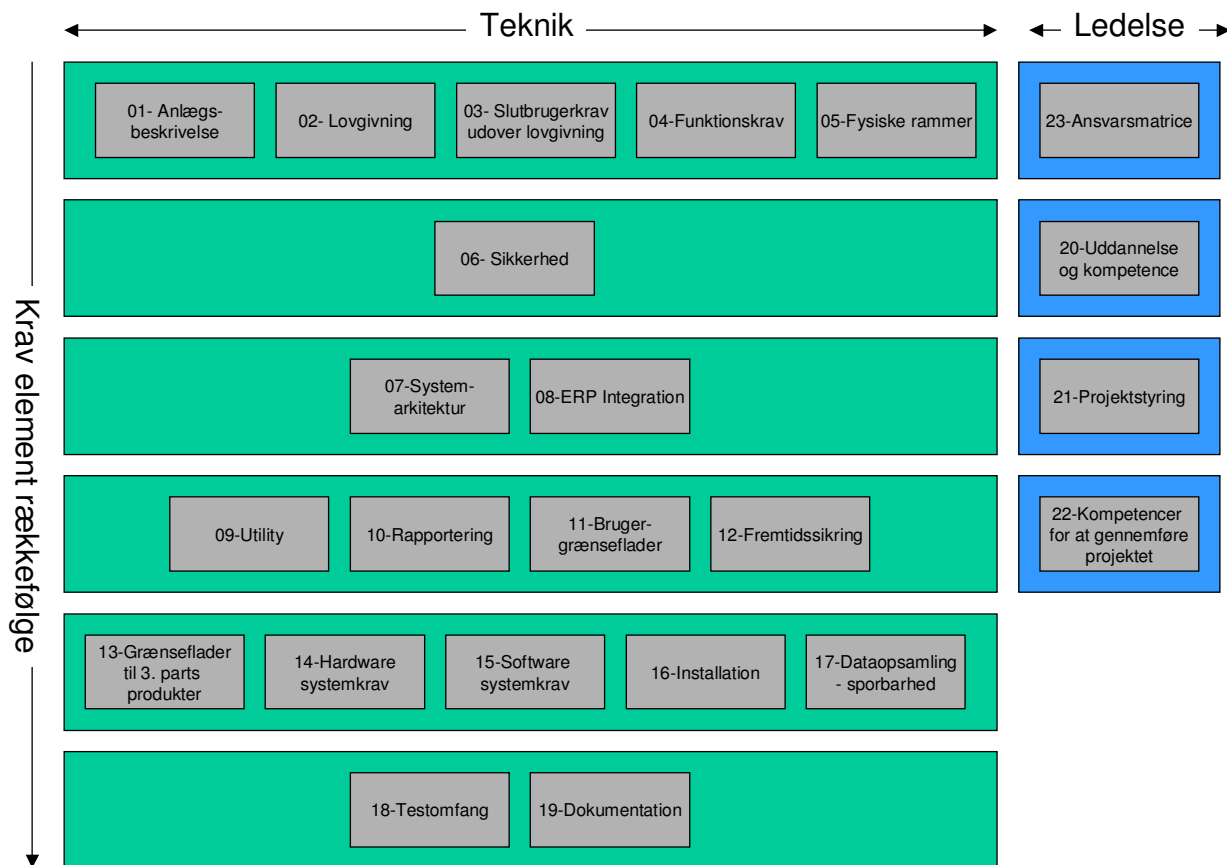 Teknik
Ledelse
Krav element rækkefølge
01- Anlægs-
beskrivelse
02- Lovgivning
03- Slutbrugerkrav
udover lovgivning
04-Funktionskrav
05-Fysiske rammer
23-Ansvarsmatrice
06- Sikkerhed
20-Uddannelse
og kompetence
07-System-
arkitektur
08-ERP Integration
21-Projektstyring
09-Utility
10-Rapportering
11-Bruger-
grænseflader
12-Fremtidssikring
22-Kompetencer
for at gennemføre
projektet
13-Grænseflader
til 3. parts
produkter
14-Hardware
systemkrav
15-Software
systemkrav
16-Installation
17-Dataopsamling
- sporbarhed
18-Testomfang
19-Dokumentation